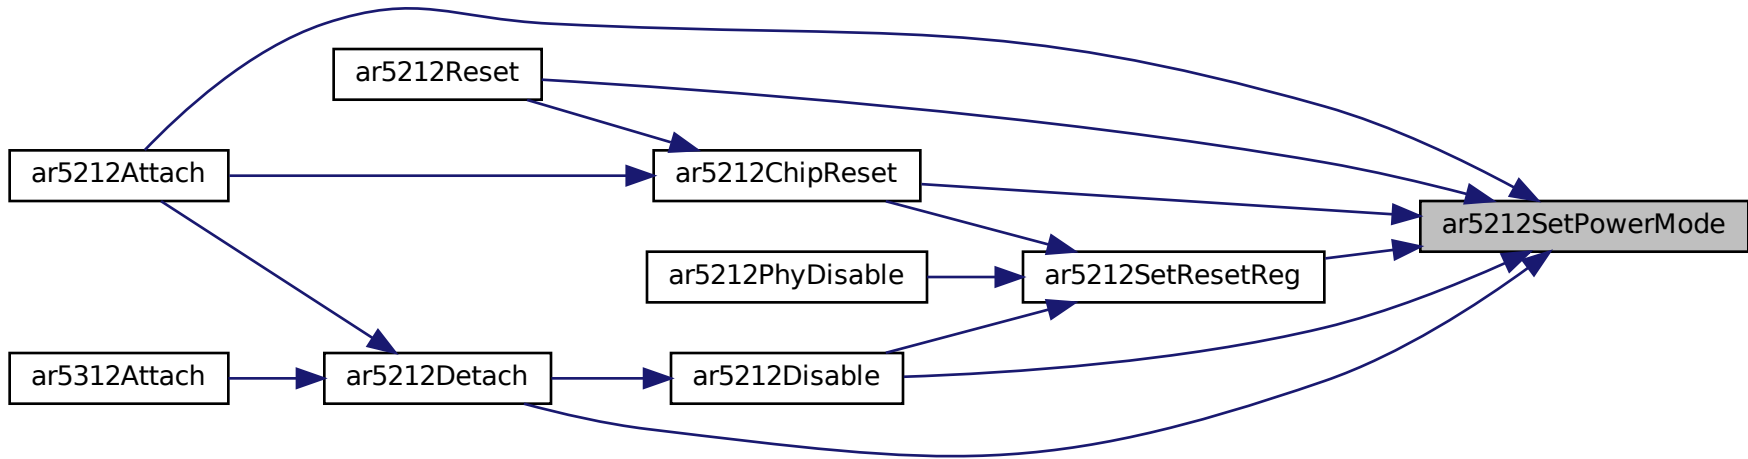 ar5212Reset
ar5212Attach
ar5212ChipReset
ar5212SetPowerMode
ar5212PhyDisable
ar5212SetResetReg
ar5312Attach
ar5212Detach
ar5212Disable